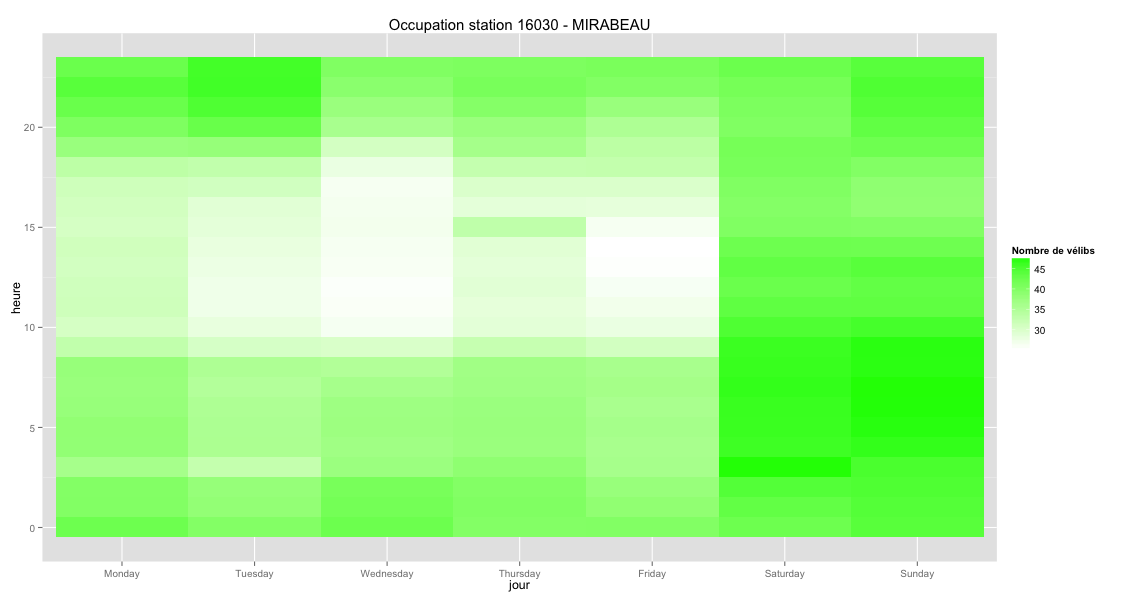 Occupation station 16030 - MIRABEAU
heure
20
15
10
5
0
Monday Tuesday Wednesday Thursday Friday Saturday Sunday
jour
Nombre de vélibs
45
40
35
30